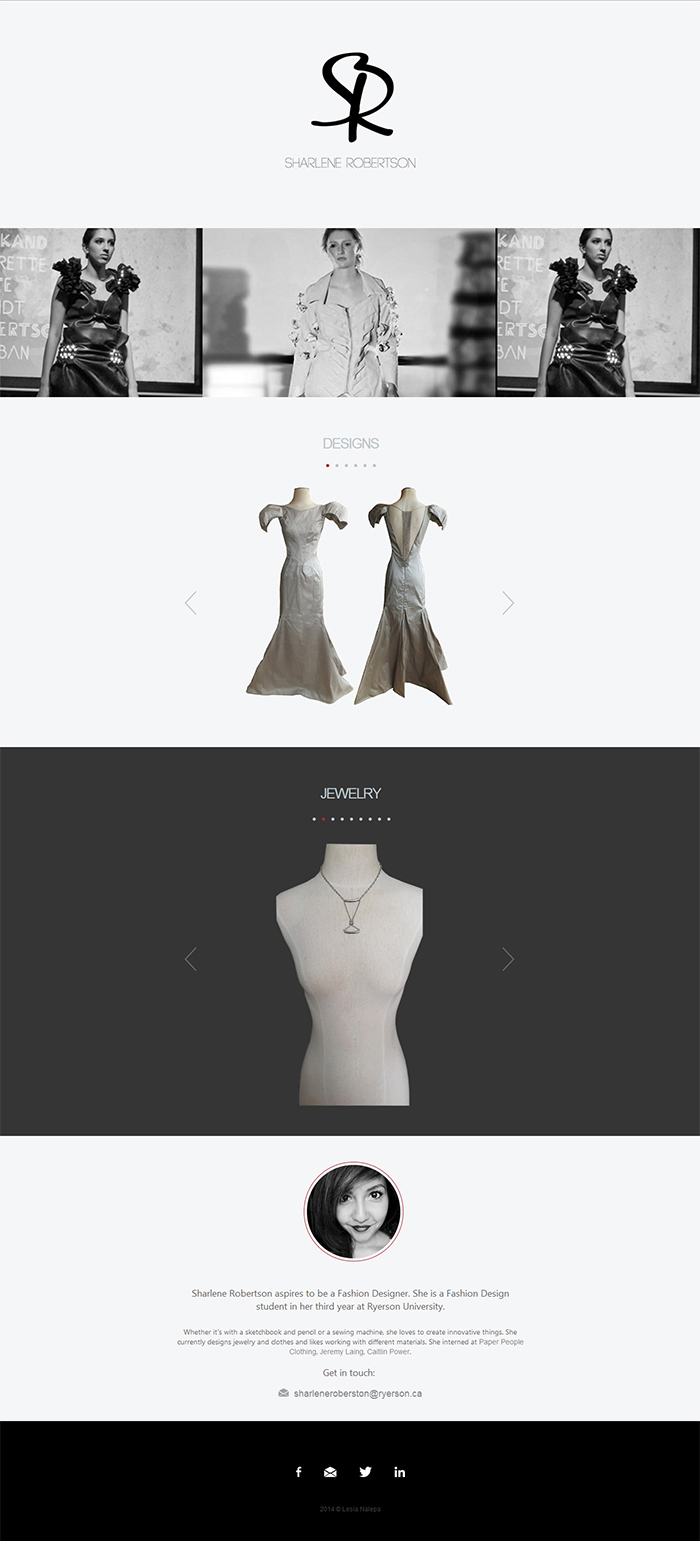 SR
SHARLENE ROBERTSON
KAND
RETTE
TE
DT
ERTSO
BAN
KAND
RETTE
TE
DT
ERTSO
BAN
DESIGNS
JEWELRY
Sharlene Robertson aspires to be a Fashion Designer. She is a Fashion Design
student in her third year at Ryerson University.
Whether it's with a sketchbook and pencil or a sewing machine, she loves to create innovative things. She
currently designs jewelry and clothes and likes working with different materials. She interned at Paper People
Clothing, Jeremy Laing, Caitlin Power.
Get in touch:
sharleneroberston@ryerson.ca
f
in
2014 © Lesia Nalepa